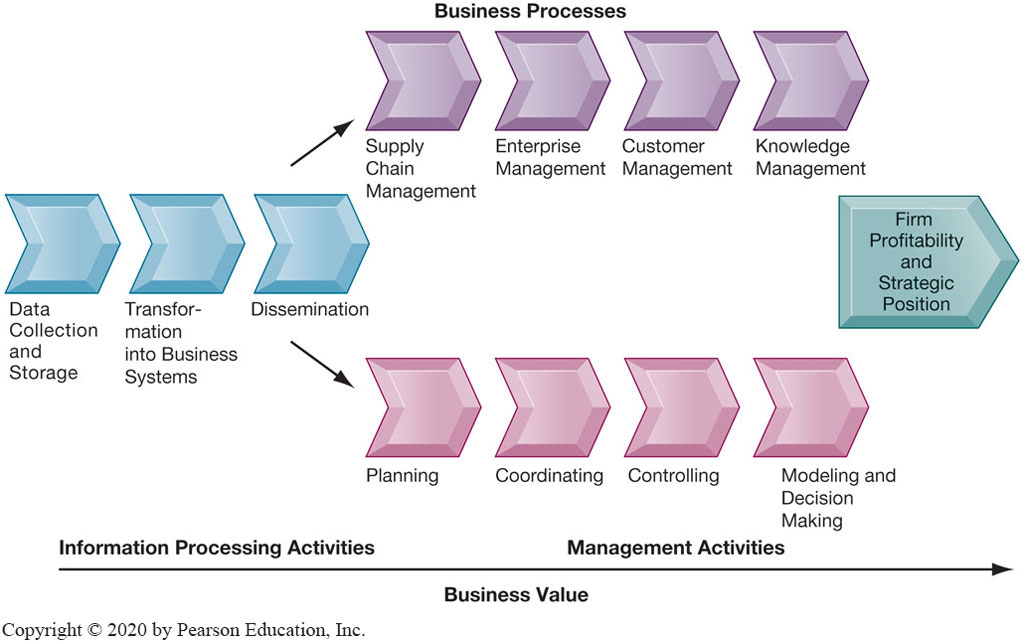 Business Processes
Supply
Chain
Management
Enterprise
Management
Customer
Management
Knowledge
Management
Data
Collection
and
Storage
Transfor-
mation
into Business
Systems
Dissemination
Firm
Profitability
and
Strategic
Position
Planning
Coordinating
Controlling
Modeling and
Decision
Making
Information Processing Activities
Management Activities
Business Value
Copyright © 2020 by Pearson Education, Inc.